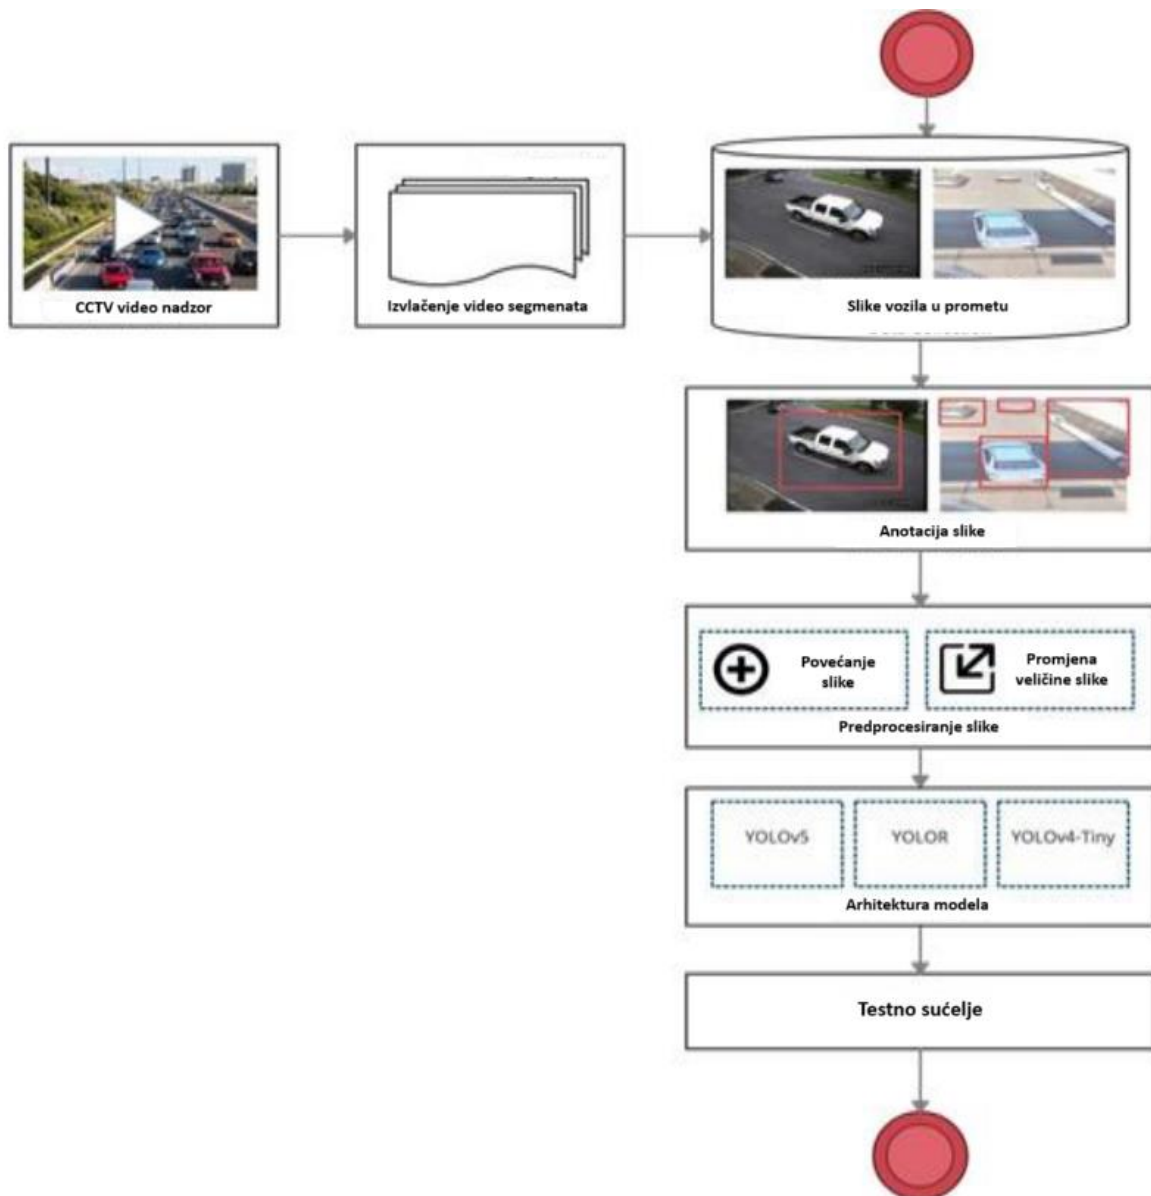 CCTV video nadzor
Izvlačenje video segmenata
Slike vozila u prometu
Anotacija slike
Povećanje
slike
Promjena
veličine slike
Predprocesiranje slike
YOLOv5
YOLOR
YOLOv4-Tiny
Arhitektura modela
Testno sućelje